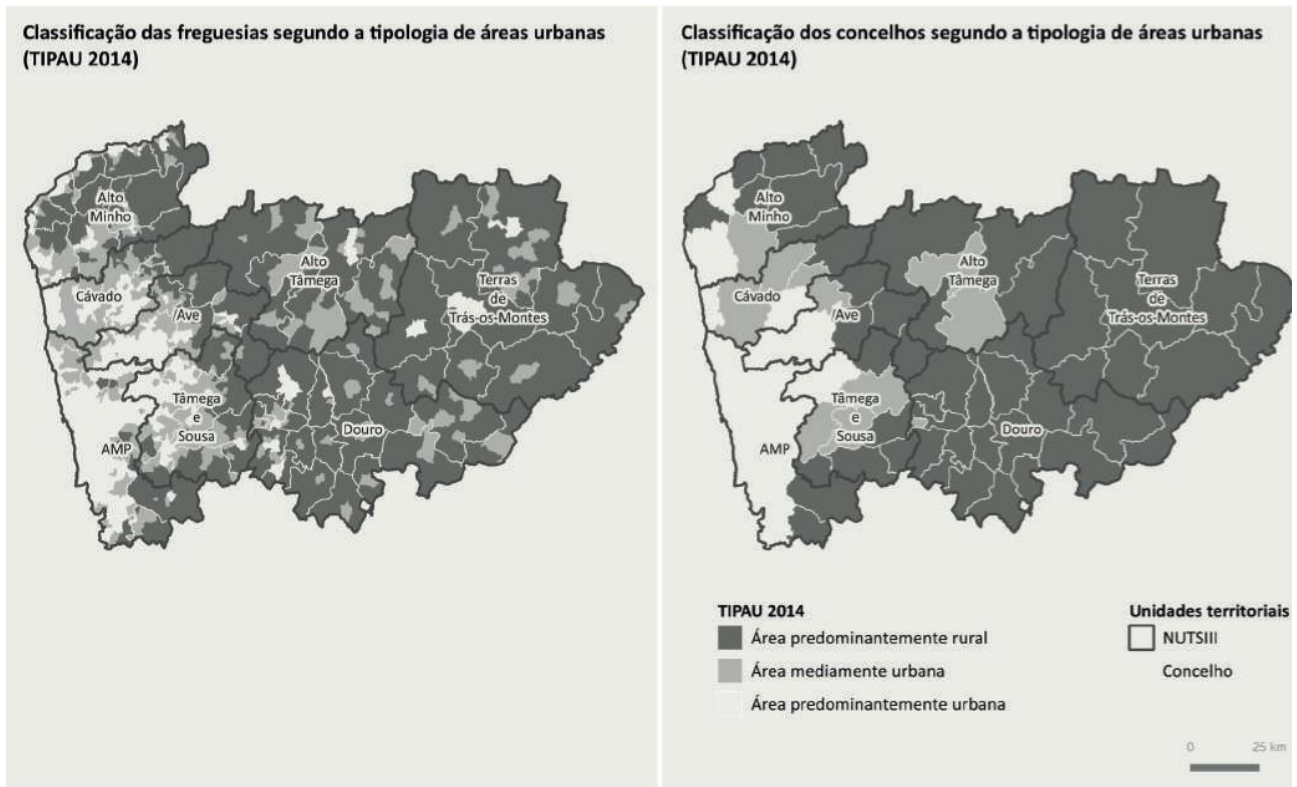 Classificação das freguesias segundo a tipologia de áreas urbanas
(TIPAU 2014)
Alto
Minho
Cávado
Ave
Alto
Tâmega
Terras
de
Trás-os-Montes
Tâmega
e
Sousa
Douro
AMP
Classificação dos concelhos segundo a tipologia de áreas urbanas
(TIPAU 2014)
Alto
Minho
Cávado
Ave
Alto
Tâmega
Terras
de
Trás-os-Montes
Tâmega
e
Sousa
Douro
AMP
TIPAU 2014
Área predominantemente rural
Área mediamente urbana
Área predominantemente urbana
Unidades territoriais
NUTSIII
Concelho
0 25 km